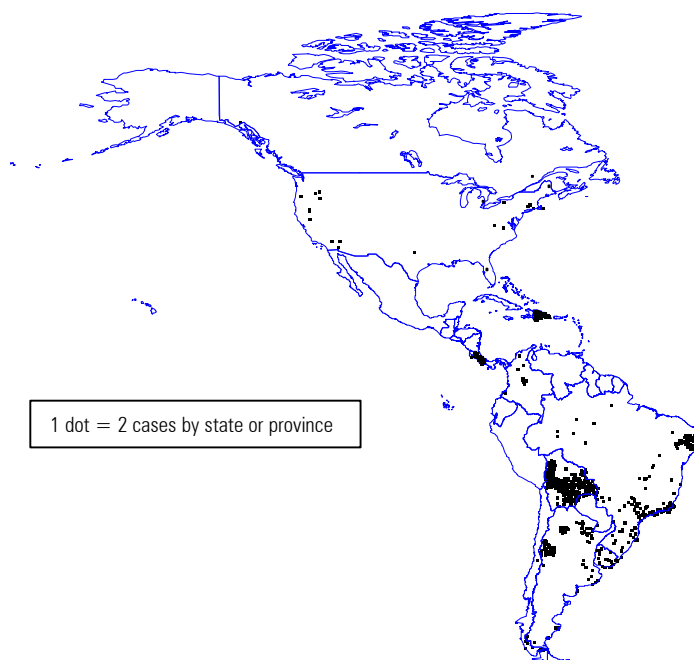 1 dot = 2 cases by state or province